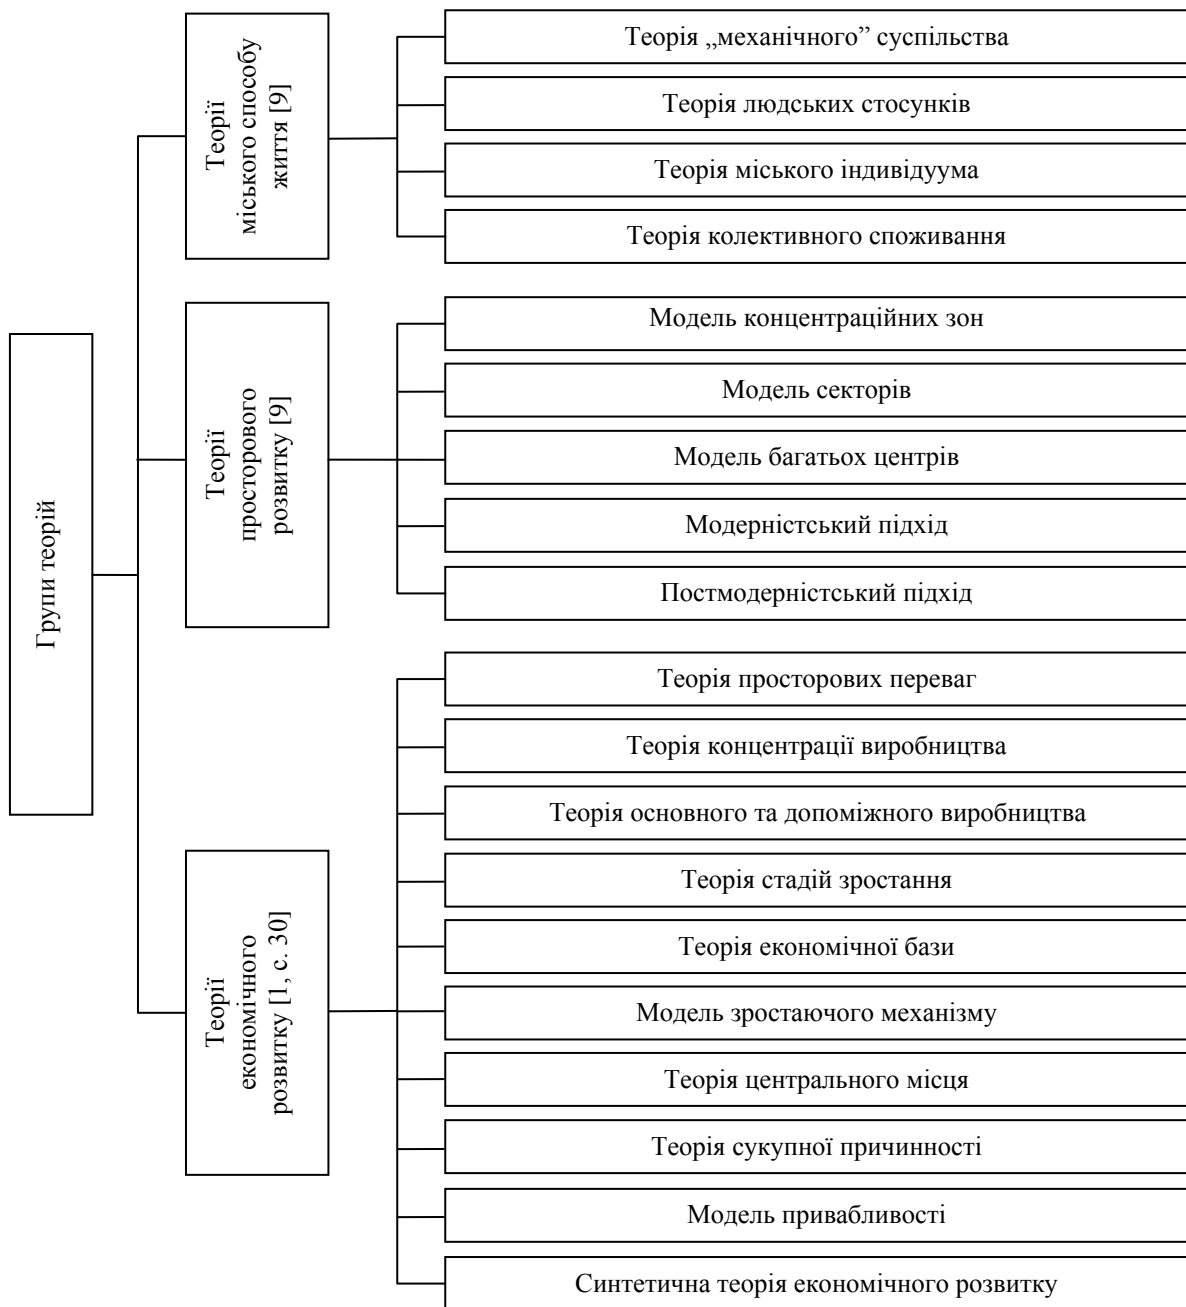 Групи теорій
Теорії
міського способу
життя [9]
Теорія „механічного” суспільства
Теорія людських стосунків
Теорія міського індивідуума
Теорія колективного споживання
Теорії
просторового
розвитку [9]
Модель концентраційних зон
Модель секторів
Модель багатьох центрів
Модерністський підхід
Постмодерністський підхід
Теорії
економічного
розвитку [1, с. 30]
Теорія просторових переваг
Теорія концентрації виробництва
Теорія основного та допоміжного виробництва
Теорія стадій зростання
Теорія економічної бази
Модель зростаючого механізму
Теорія центрального місця
Теорія сукупної причинності
Модель привабливості
Синтетична теорія економічного розвитку